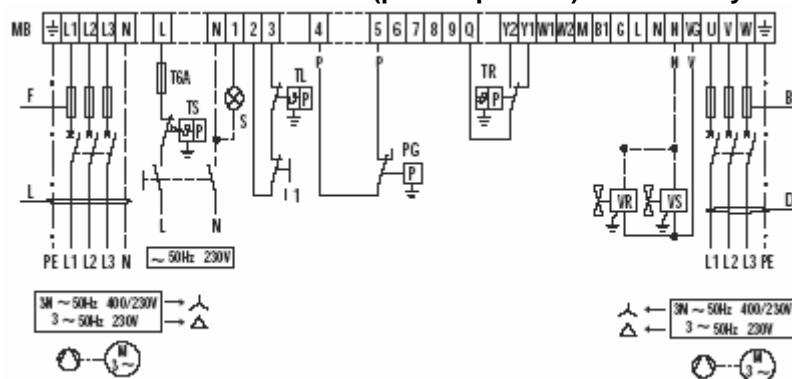 MB L1 L2 L3 N L N 1 2 3 4 5 6 7 8 9 Q Y2 Y1 W1 W2 M B1 G L N H VG U V W
P P N V
F T6A TS P S TL P TR P B
PG P
L I 1 VR VS D
L N
PE L1 L2 L3 N ~ 50Hz 230V L1 L2 L3 PE
3N ~ 50Hz 400/230V 3N ~ 50Hz 400/230V
3 ~ 50Hz 230V 3 ~ 50Hz 230V
M 3 ~ M 3 ~